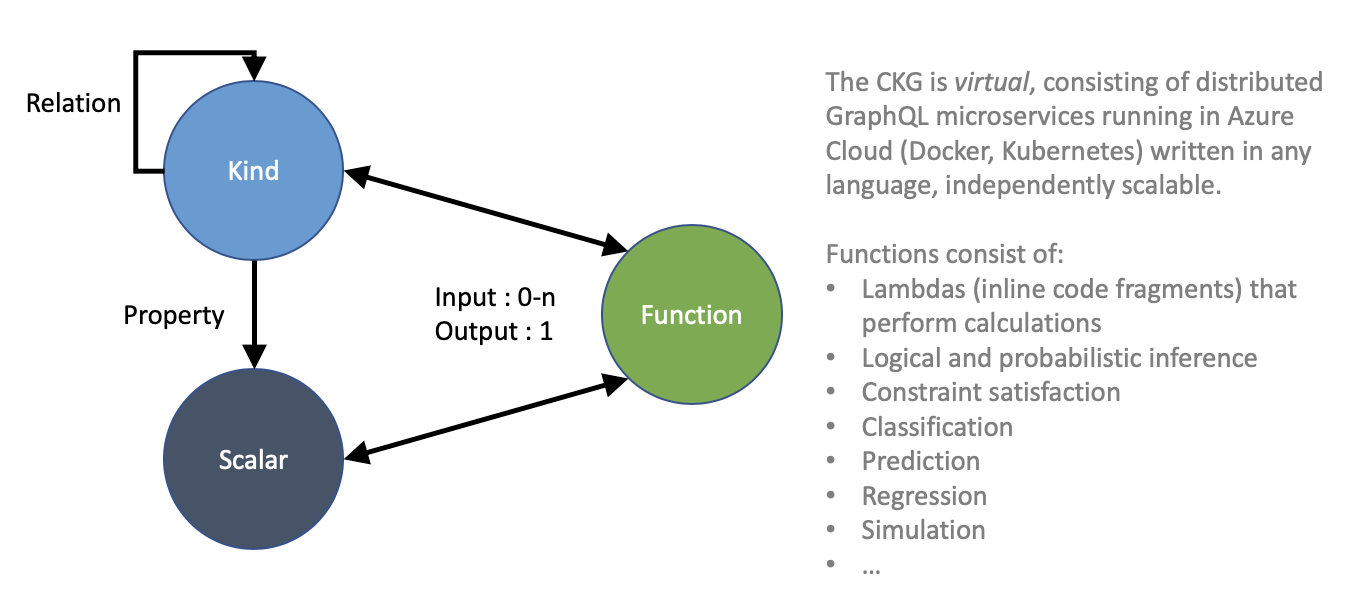 Relation
Kind
Property
Input : 0-n
Output : 1
Function
Scalar
The CKG is virtual, consisting of distributed
GraphQL microservices running in Azure
Cloud (Docker, Kubernetes) written in any
language, independently scalable.
Functions consist of:
• Lambdas (inline code fragments) that
perform calculations
• Logical and probabilistic inference
• Constraint satisfaction
• Classification
• Prediction
• Regression
• Simulation
• ...